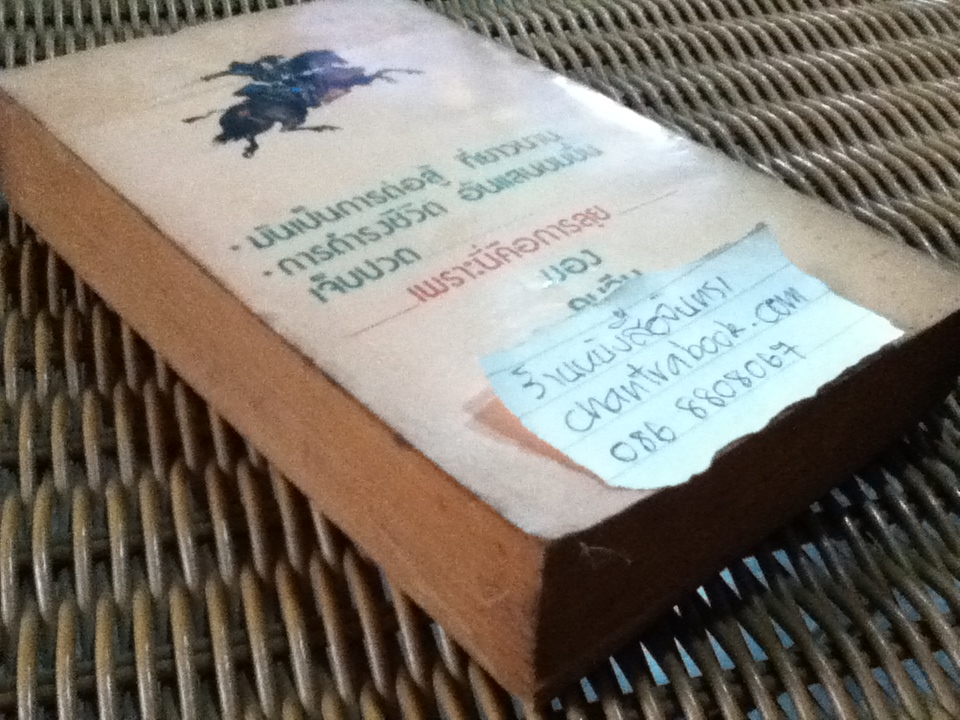 • มันเป็นการต่อสู้ ที่ยาวนาน
• การดำรงชีวิต อันแสนขมขื่น
เจ็บปวด
เพราะนี่คือการลุย
ของ
ร้านหนังสือจันทรา
chantrabook.com
086 8808067